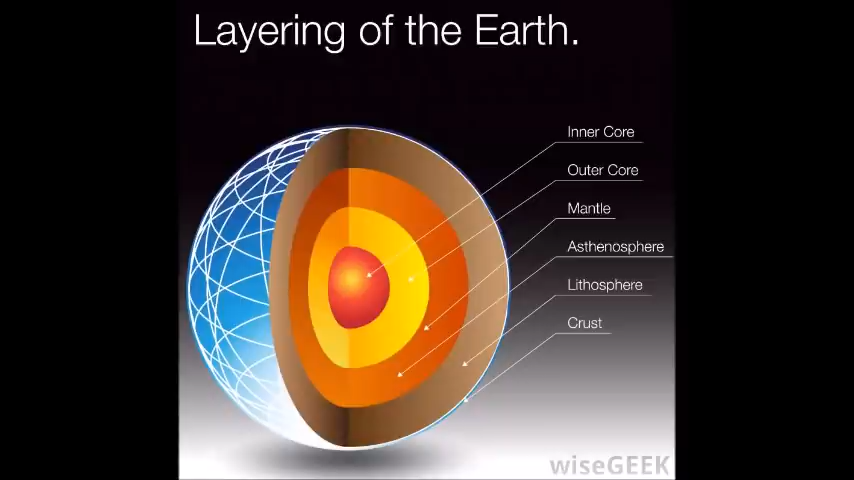 Layering of the Earth.
Inner Core
Outer Core
Mantle
Asthenosphere
Lithosphere
Crust
wiseGEEK